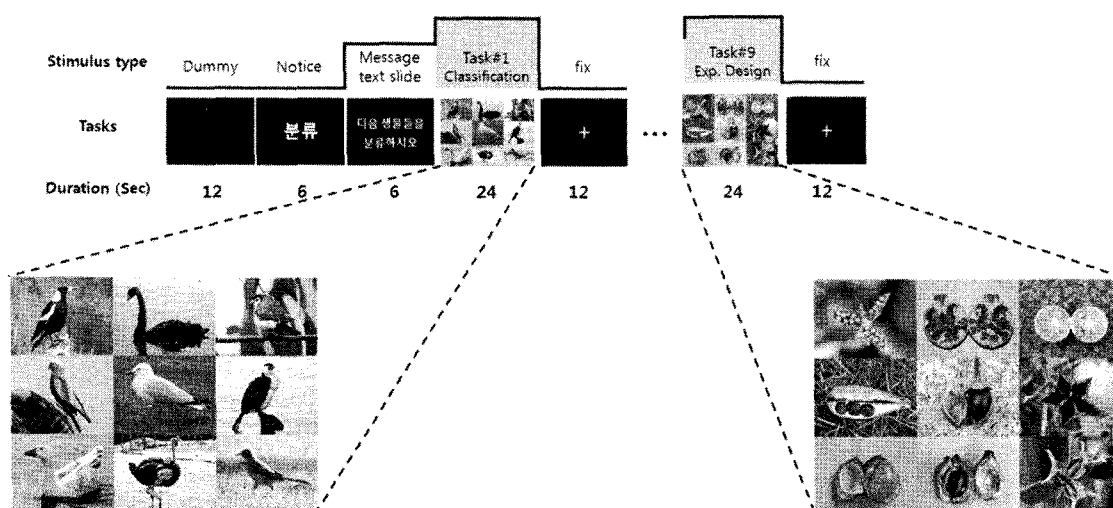 Stimulus type
Dummy
Notice
Message
text slide
Task#1
Classification
fix
Task#9
Exp. Design
fix
Tasks
분류
다음 생물들을
분류하시오
+
...
+
Duration (Sec)
12
6
6
24
12
24
12